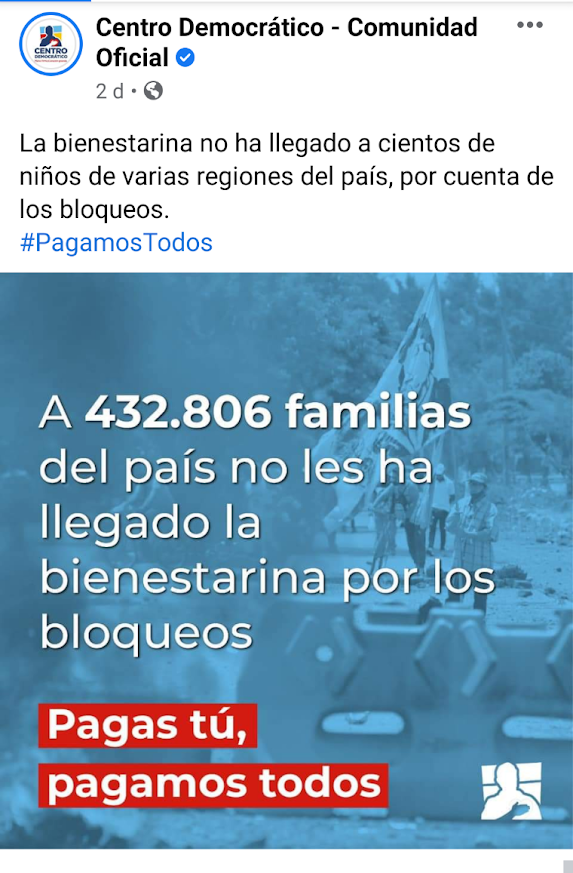 Centro Democrático - Comunidad
Oficial
2 d ·
La bienestarina no ha llegado a cientos de
niños de varias regiones del país, por cuenta de
los bloqueos.
#PagamosTodos
A 432.806 familias
del país no les ha
llegado la
bienestarina por los
bloqueos
Pagas tú,
pagamos todos
CENTRO
DEMOCRÁTICO